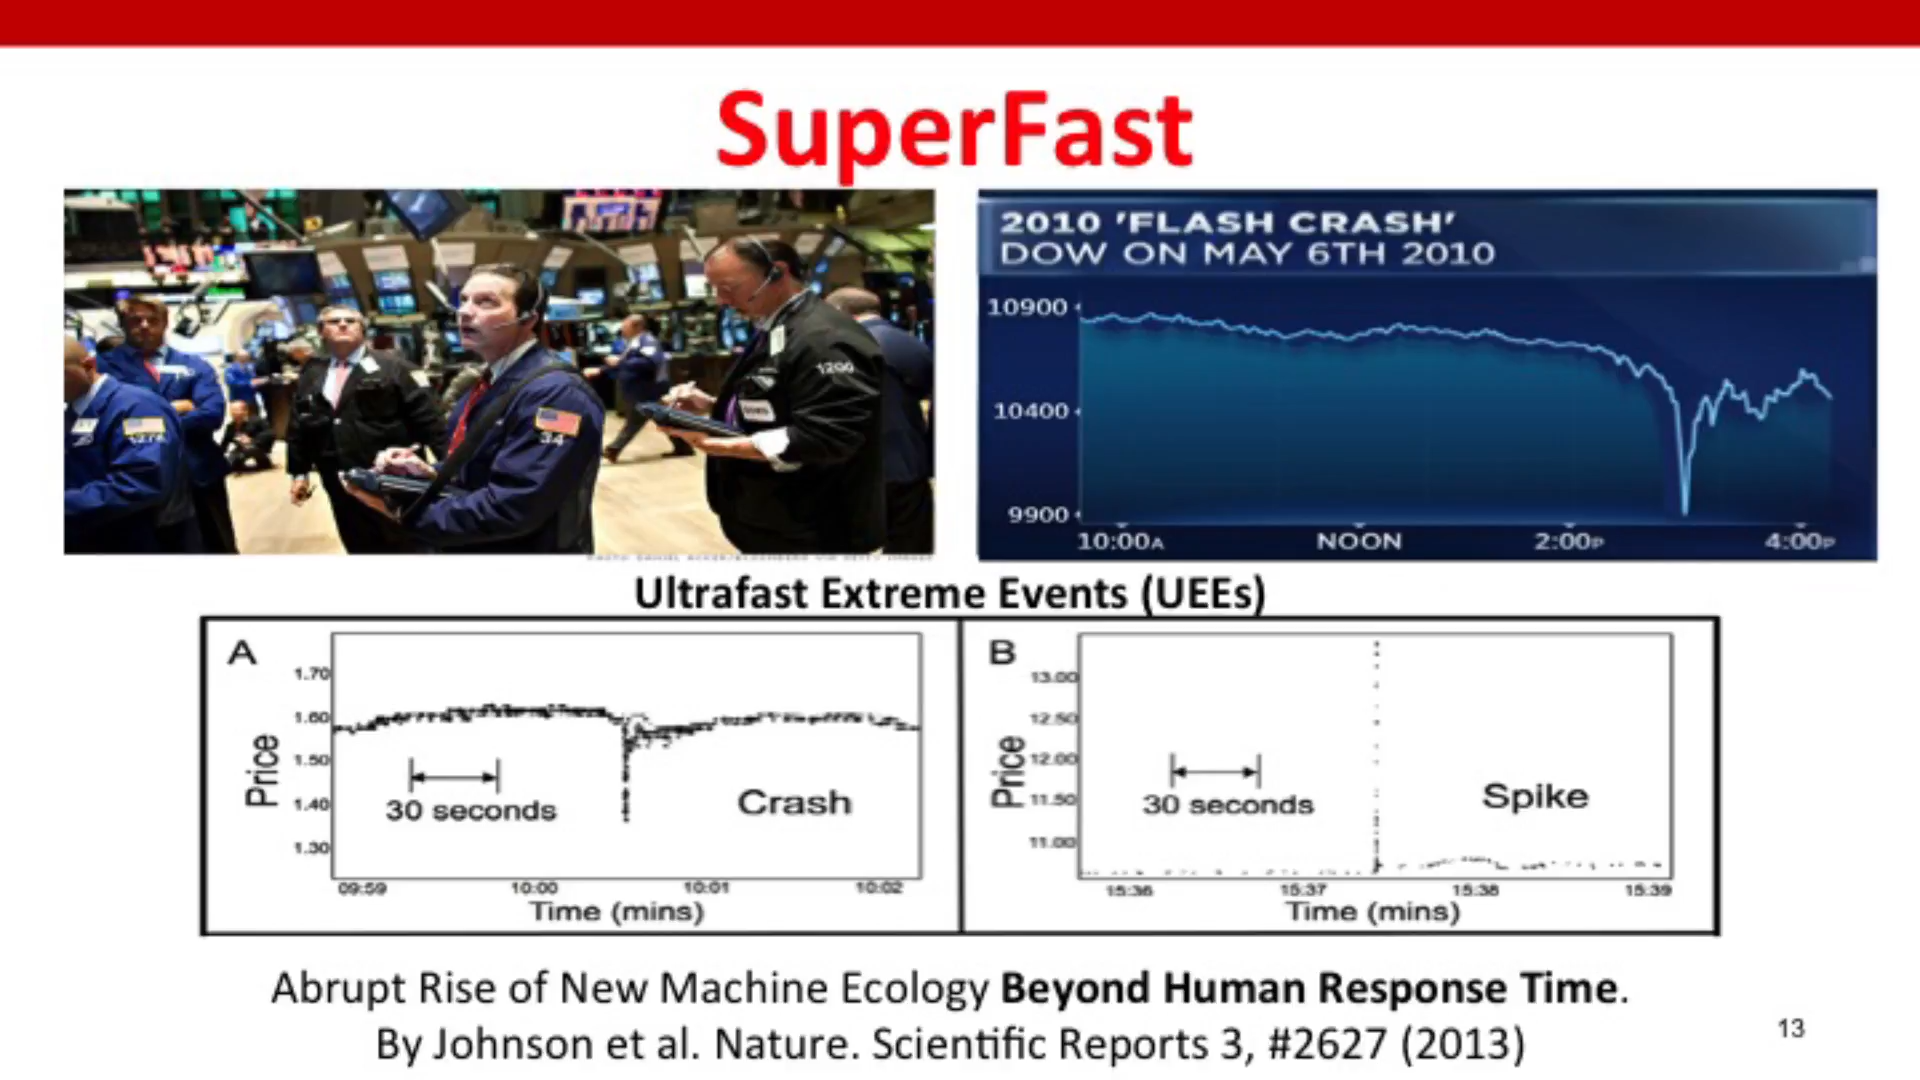 SuperFast
1200
34
2010 'FLASH CRASH'
DOW ON MAY 6TH 2010
10900
10400
9900
10:00A
NOON
2:00P
4:00P
Ultrafast Extreme Events (UEEs)
A
1.70
1.60
1.50
1.40
1.30
Price
30 seconds
Crash
09:59
10:00
10:01
10:02
Time (mins)
B
13.00
12.50
12.00
11.50
11.00
Price
30 seconds
Spike
15:36
15:37
15:38
15:39
Time (mins)
Abrupt Rise of New Machine Ecology Beyond Human Response Time.
By Johnson et al. Nature. Scientific Reports 3, #2627 (2013)
13